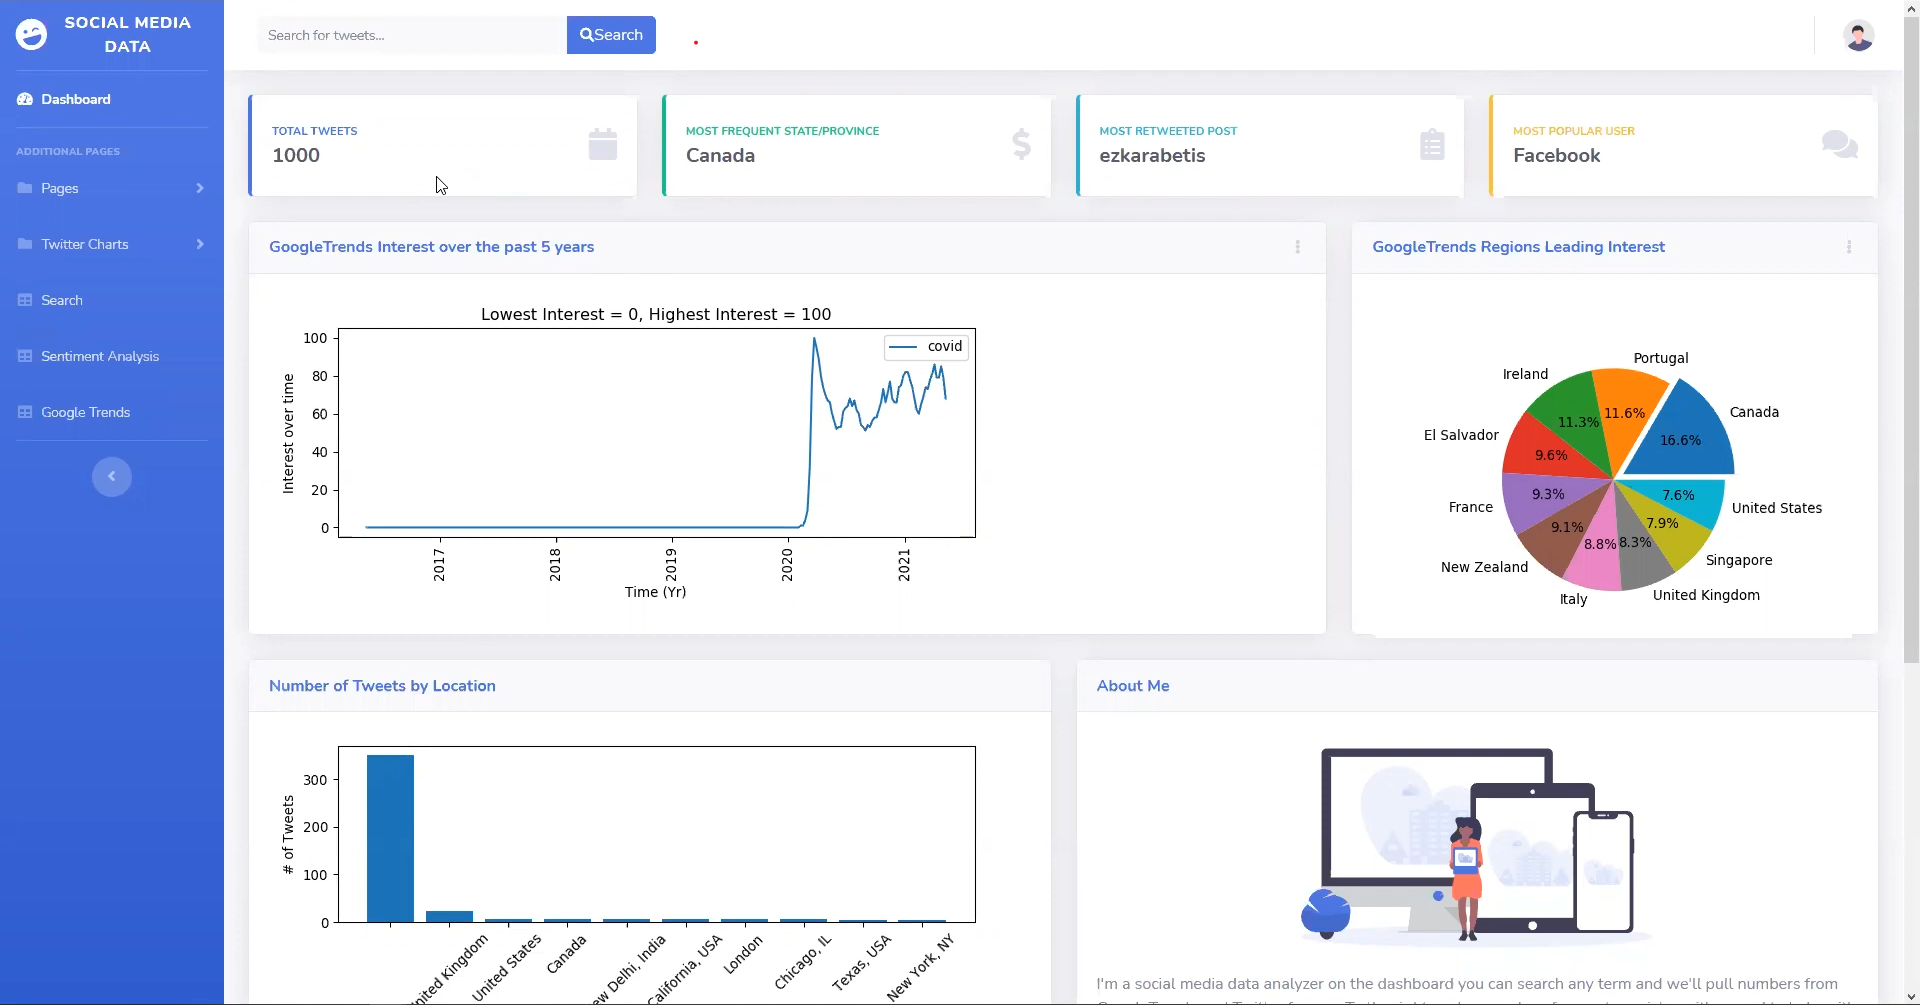 SOCIAL MEDIA
DATA
Search for tweets...
Search
Dashboard
ADDITIONAL PAGES
Pages
Twitter Charts
Search
Sentiment Analysis
Google Trends
TOTAL TWEETS
1000
MOST FREQUENT STATE/PROVINCE
Canada
MOST RETWEETED POST
ezkarabetis
MOST POPULAR USER
Facebook
GoogleTrends Interest over the past 5 years
Lowest Interest = 0, Highest Interest = 100
covid
100
80
60
40
20
0
Interest over time
2017
2018
2019
2020
2021
Time (Yr)
GoogleTrends Regions Leading Interest
Portugal
Ireland
Canada
11.6%
11.3%
16.6%
El Salvador
9.6%
France
9.3%
7.6%
United States
9.1%
8.8%
8.3%
7.9%
New Zealand
Singapore
Italy
United Kingdom
Number of Tweets by Location
300
200
100
0
# of Tweets
nited Kingdom
United States
Canada
ew Delhi, India
California, USA
London
Chicago, IL
Texas, USA
New York, NY
About Me
I'm a social media data analyzer on the dashboard you can search any term and we'll pull numbers from